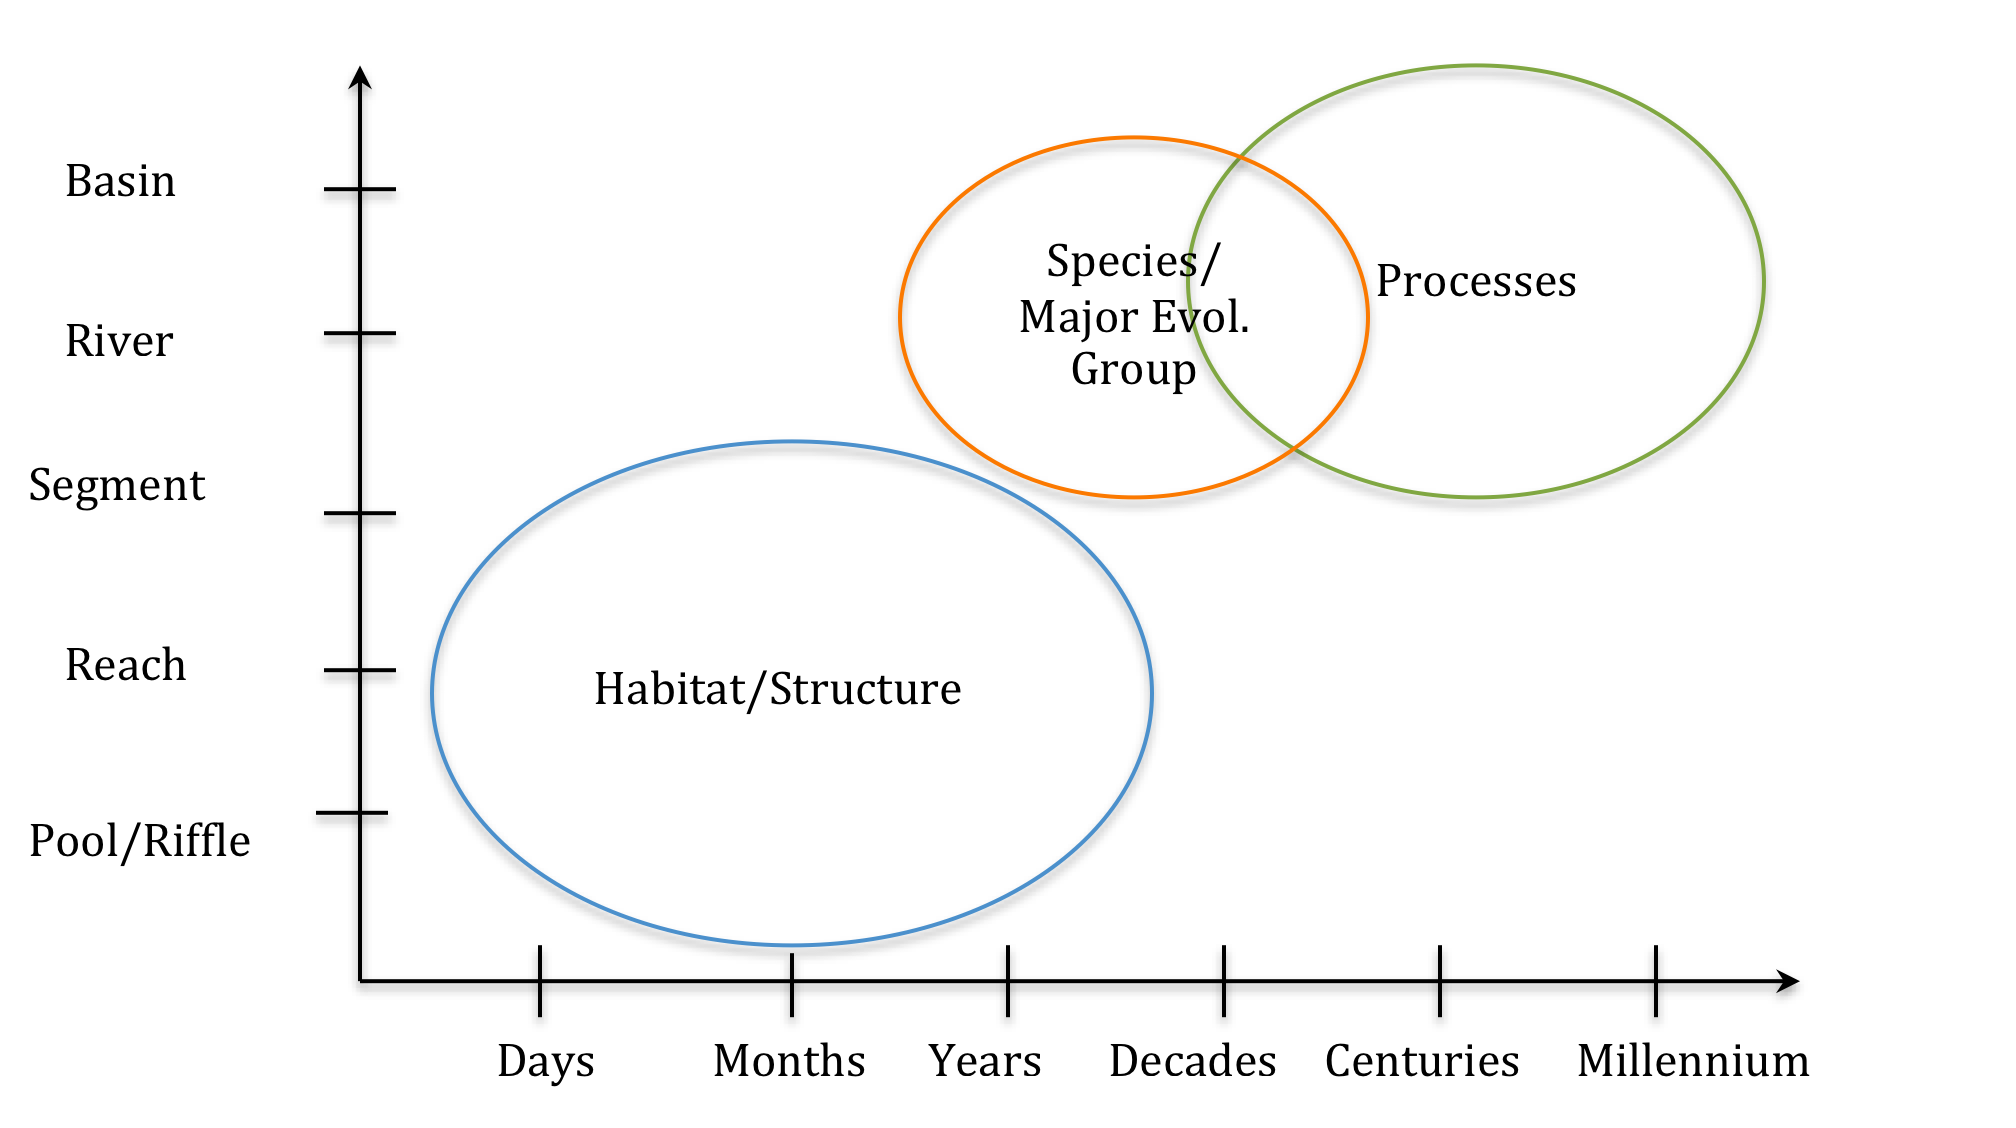 Basin
River
Segment
Reach
Pool/Riffle
Species/
Major Evol.
Group
Processes
Habitat/Structure
Days
Months
Years
Decades
Centuries
Millennium